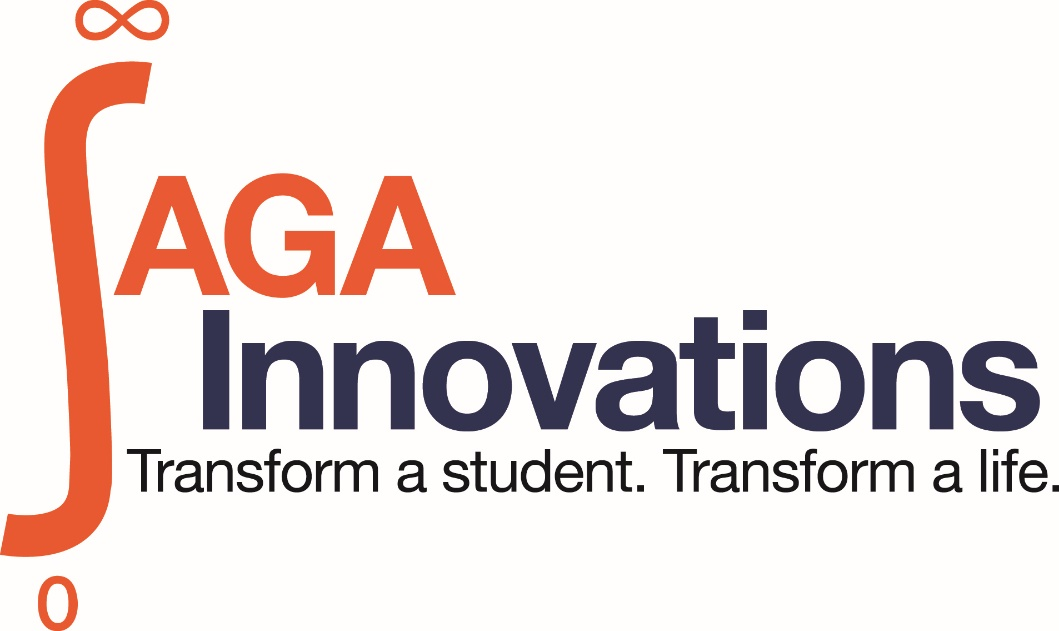 ∞
∫AGA
Innovations
Transform a student. Transform a life.
0